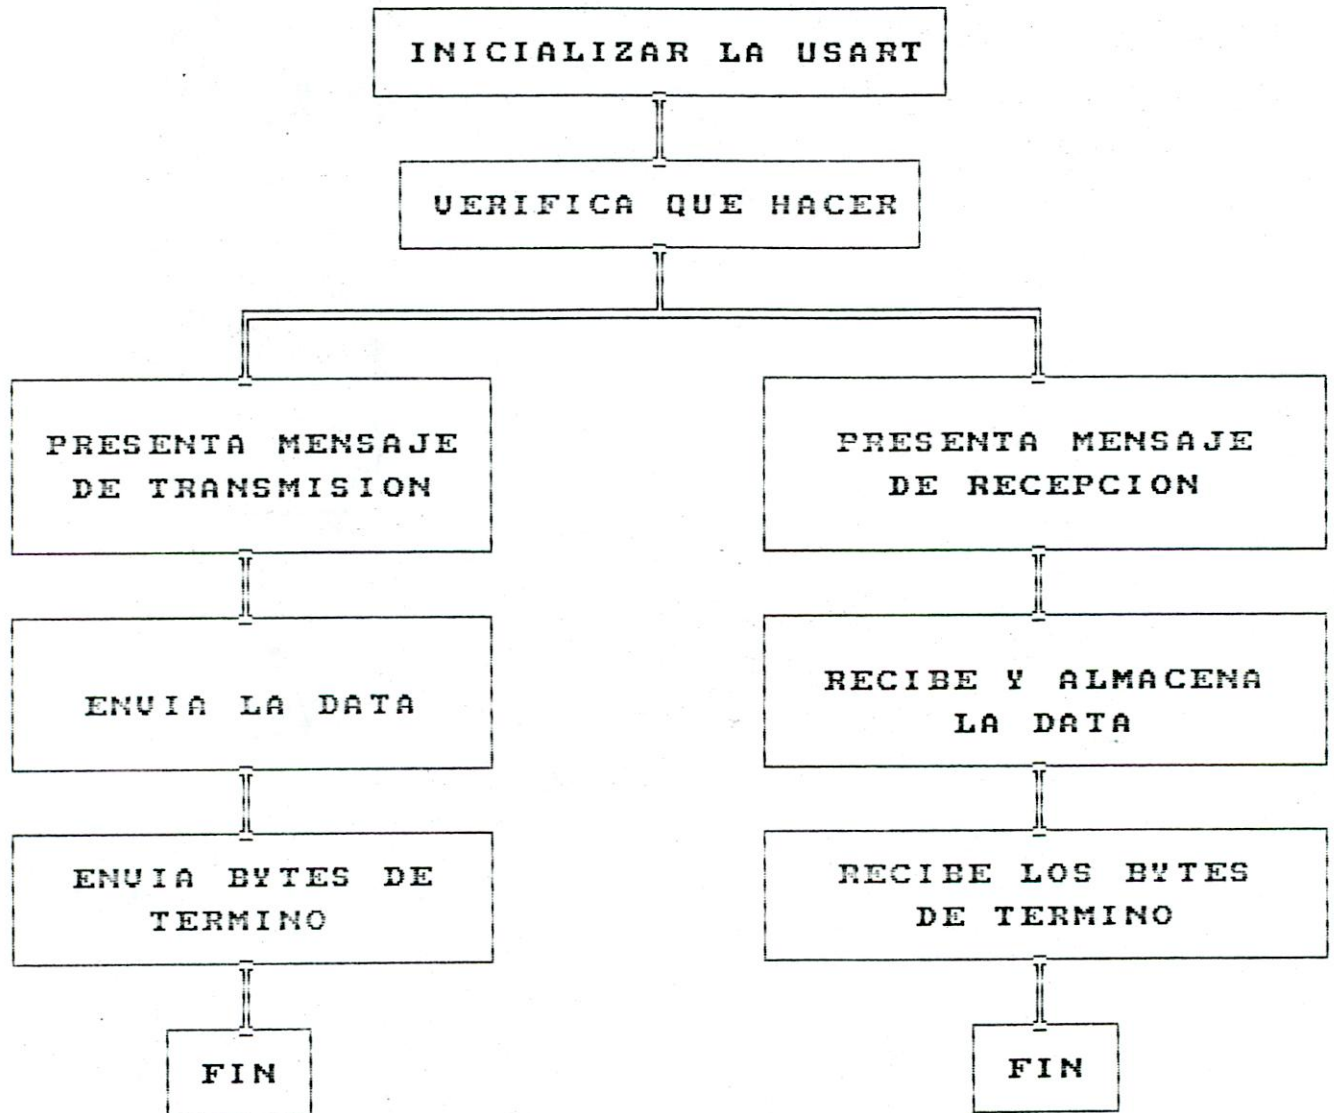 INICIALIZAR LA USART
VERIFICA QUE HACER
PRESENTA MENSAJE
DE TRANSMISION
ENVIA LA DATA
ENVIA BYTES DE
TERMINO
FIN
PRESENTA MENSAJE
DE RECEPCION
RECIBE Y ALMACENA
LA DATA
RECIBE LOS BYTES
DE TERMINO
FIN